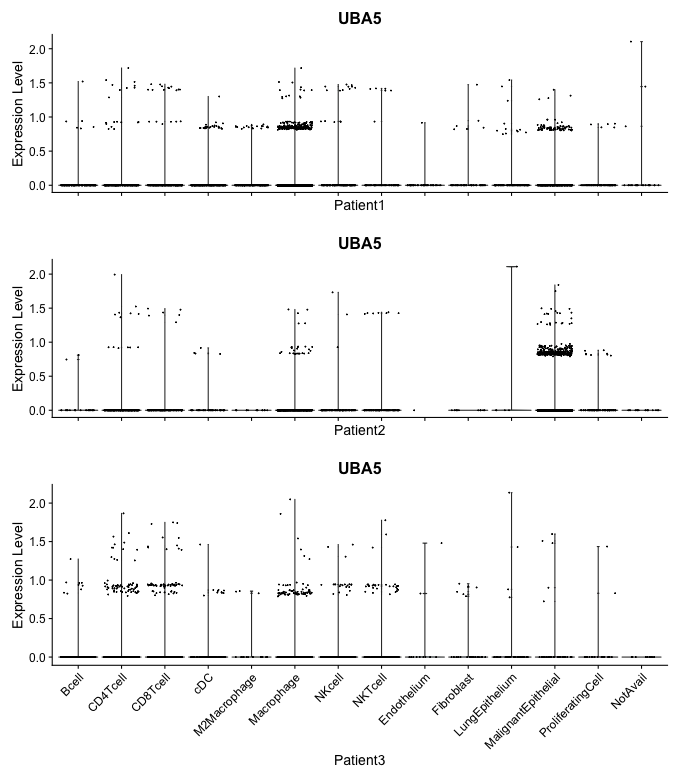 UBA5
Expression Level
2.0
1.5
1.0
0.5
0.0
Patient1
UBA5
Expression Level
2.0
1.5
1.0
0.5
0.0
Patient2
UBA5
Expression Level
2.0
1.5
1.0
0.5
0.0
Bcell
CD4Tcell
CD8Tcell
cDC
M2Macrophage
Macrophage
NKcell
NKTcell
Endothelium
Fibroblast
LungEpithelium
MalignantEpithelial
ProliferatingCell
NotAvail
Patient3